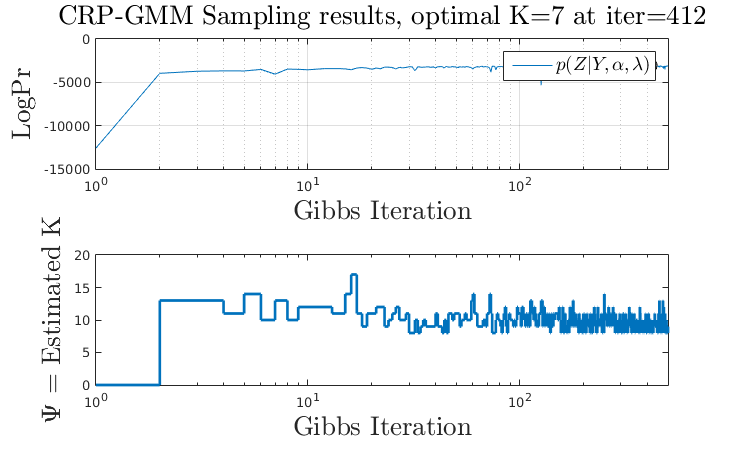 CRP-GMM Sampling results, optimal K=7 at iter=412
LogPr
0
-5000
-10000
-15000
p(Z|Y, α, λ)
10^0
10^1
10^2
Gibbs Iteration
Ψ = Estimated K
20
15
10
5
0
10^0
10^1
10^2
Gibbs Iteration